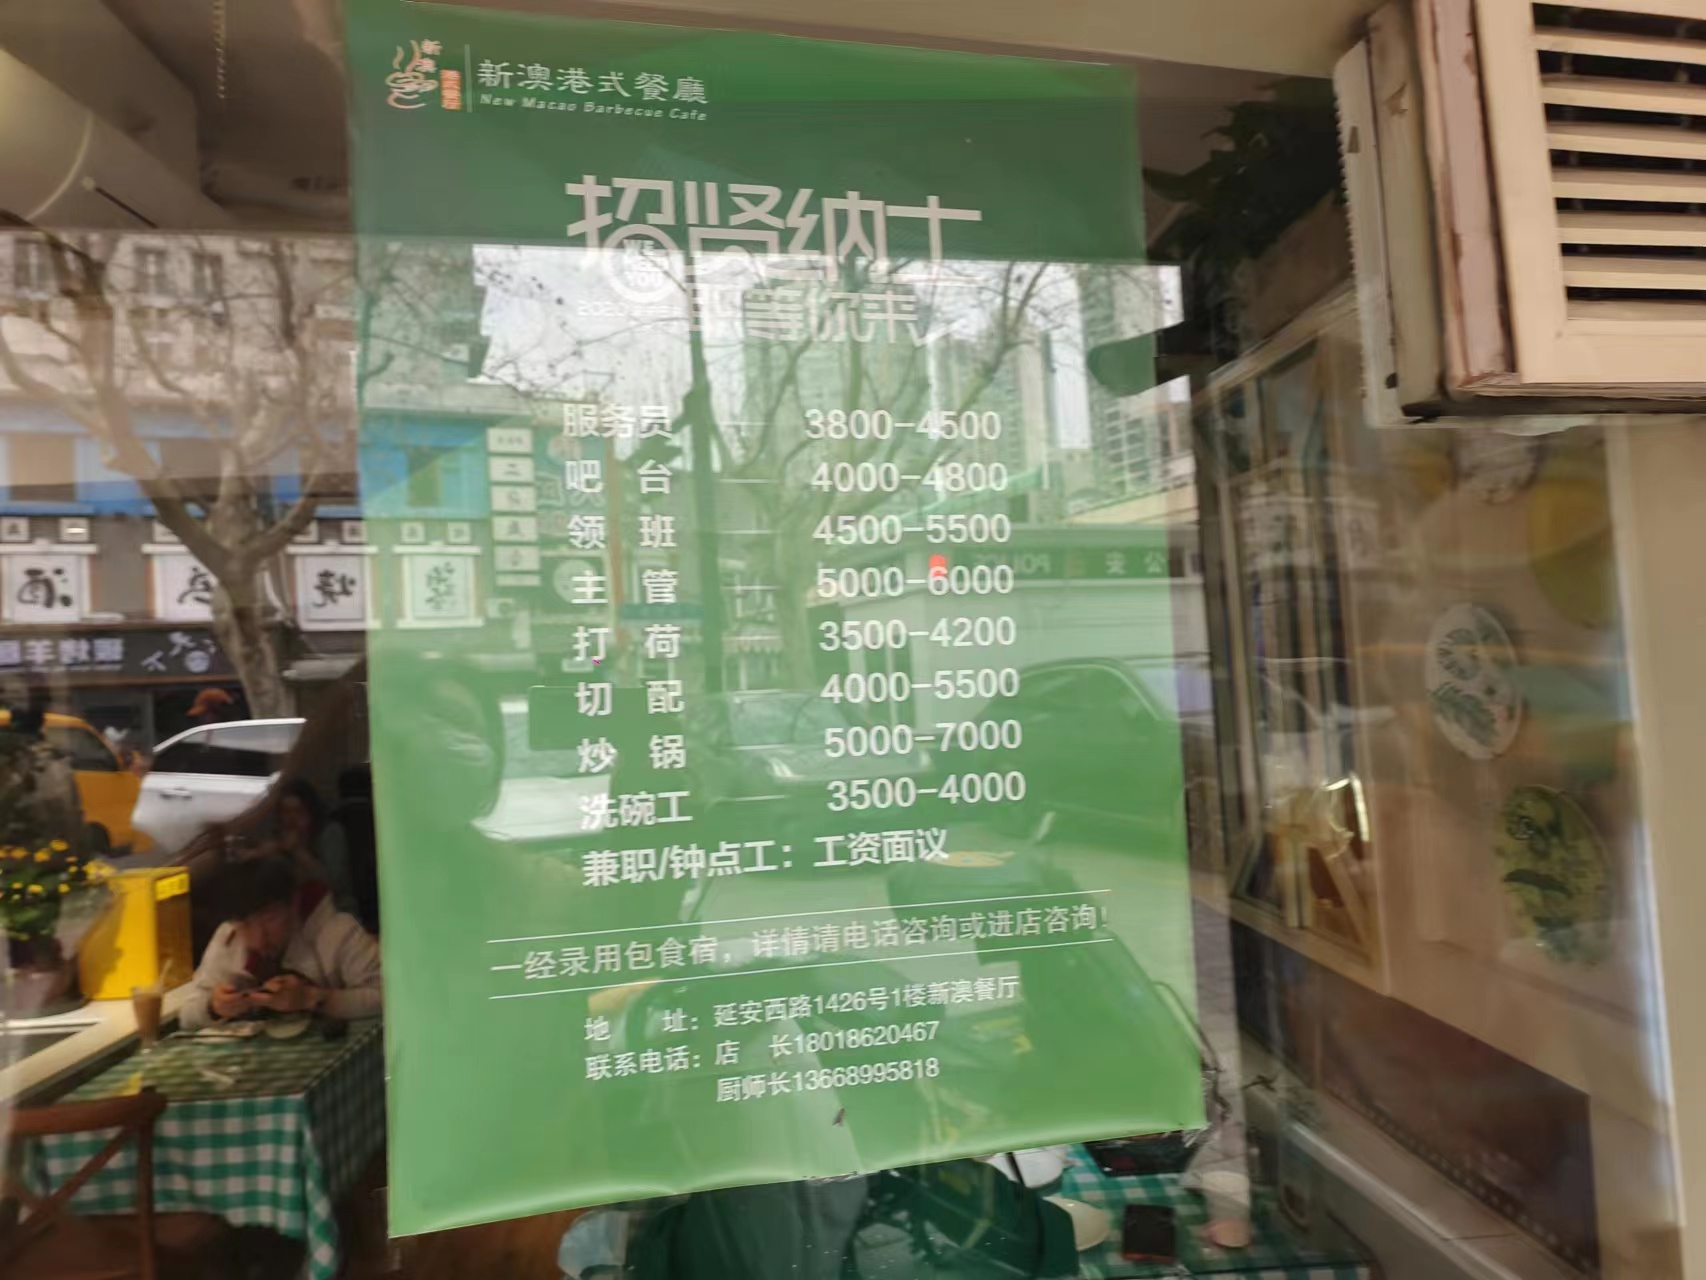 新澳港式餐廳
New Macao Barbecue Cafe
招贤纳士
WE
2020
等你来
服务员 3800-4500
吧 台 4000-4800
领 班 4500-5500
主 管 5000-6000
打 荷 3500-4200
切 配 4000-5500
炒 锅 5000-7000
洗碗工 3500-4000
兼职/钟点工：工资面议
一经录用包食宿，详情请电话咨询或进店咨询！
地 址：延安西路1426号1楼新澳餐厅
联系电话：店 长18018620467
厨师长13668995818